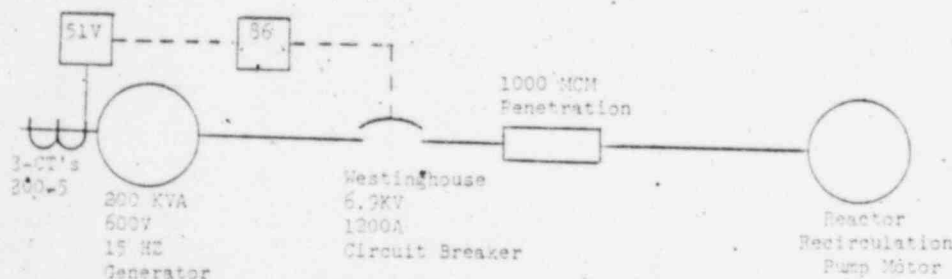 51V
86
1000 MCM
Penetration
3-CT's
200-5
200 KVA
600V
15 HZ
Generator
Westinghouse
6.9KV
1200A
Circuit Breaker
Reactor
Recirculation
Pump Motor